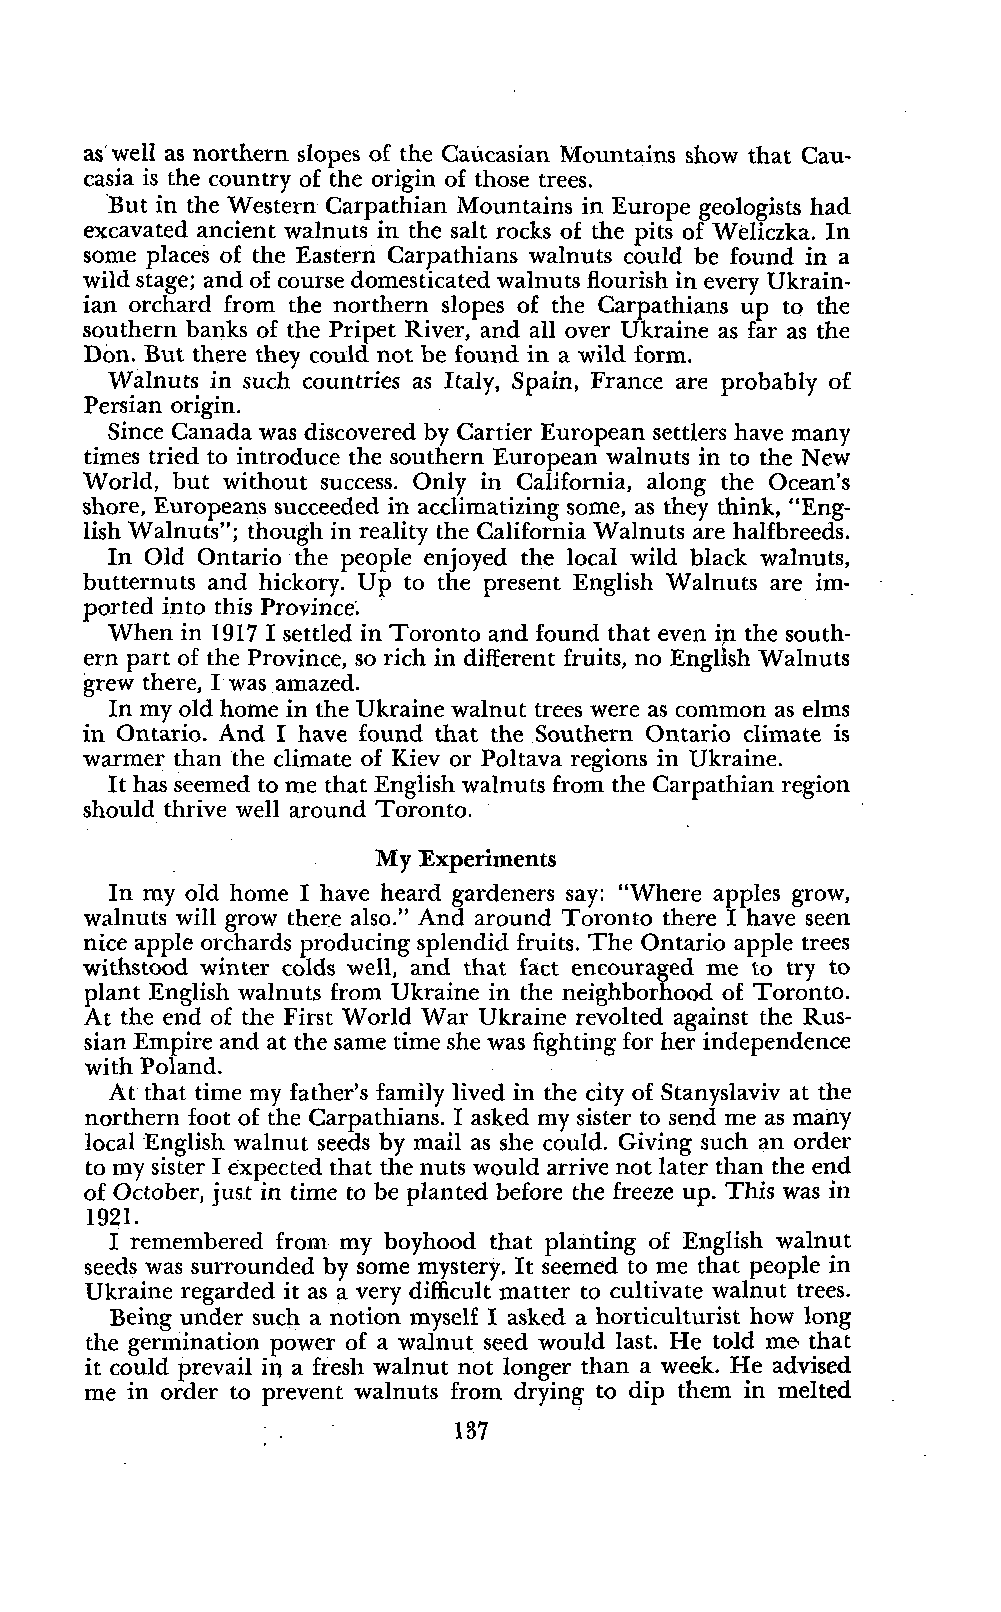 as well as northern slopes of the Caucasian Mountains show that Cau-
casia is the country of the origin of those trees.
But in the Western Carpathian Mountains in Europe geologists had
excavated ancient walnuts in the salt rocks of the pits of Weliczka. In
some places of the Eastern Carpathians walnuts could be found in a
wild stage; and of course domesticated walnuts flourish in every Ukrain-
ian orchard from the northern slopes of the Carpathians up to the
southern banks of the Pripet River, and all over Ukraine as far as the
Don. But there they could not be found in a wild form.
Walnuts in such countries as Italy, Spain, France are probably of
Persian origin.
Since Canada was discovered by Cartier European settlers have many
times tried to introduce the southern European walnuts in to the New
World, but without success. Only in California, along the Ocean's
shore, Europeans succeeded in acclimatizing some, as they think, "Eng-
lish Walnuts"; though in reality the California Walnuts are halfbreeds.
In Old Ontario the people enjoyed the local wild black walnuts,
butternuts and hickory. Up to the present English Walnuts are im-
ported into this Province.
When in 1917 I settled in Toronto and found that even in the south-
ern part of the Province, so rich in different fruits, no English Walnuts
grew there, I was amazed.
In my old home in the Ukraine walnut trees were as common as elms
in Ontario. And I have found that the Southern Ontario climate is
warmer than the climate of Kiev or Poltava regions in Ukraine.
It has seemed to me that English walnuts from the Carpathian region
should thrive well around Toronto.
My Experiments
In my old home I have heard gardeners say: "Where apples grow,
walnuts will grow there also." And around Toronto there I have seen
nice apple orchards producing splendid fruits. The Ontario apple trees
withstood winter colds well, and that fact encouraged me to try to
plant English walnuts from Ukraine in the neighborhood of Toronto.
At the end of the First World War Ukraine revolted against the Rus-
sian Empire and at the same time she was fighting for her independence
with Poland.
At that time my father's family lived in the city of Stanyslaviv at the
northern foot of the Carpathians. I asked my sister to send me as many
local English walnut seeds by mail as she could. Giving such an order
to my sister I expected that the nuts would arrive not later than the end
of October, just in time to be planted before the freeze up. This was in
1921.
I remembered from my boyhood that planting of English walnut
seeds was surrounded by some mystery. It seemed to me that people in
Ukraine regarded it as a very difficult matter to cultivate walnut trees.
Being under such a notion myself I asked a horticulturist how long
the germination power of a walnut seed would last. He told me that
it could prevail in a fresh walnut not longer than a week. He advised
me in order to prevent walnuts from drying to dip them in melted
137